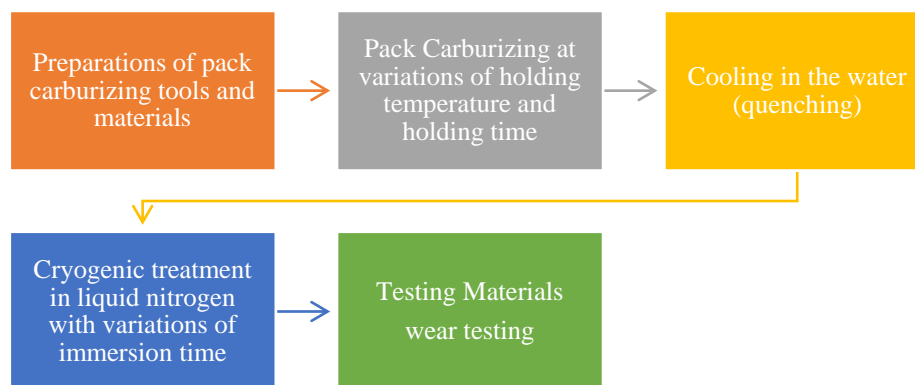 Preparations of pack
carburizing tools and
materials
Pack Carburizing at
variations of holding
temperature and
holding time
Cooling in the water
(quenching)
Cryogenic treatment
in liquid nitrogen
with variations of
immersion time
Testing Materials
wear testing